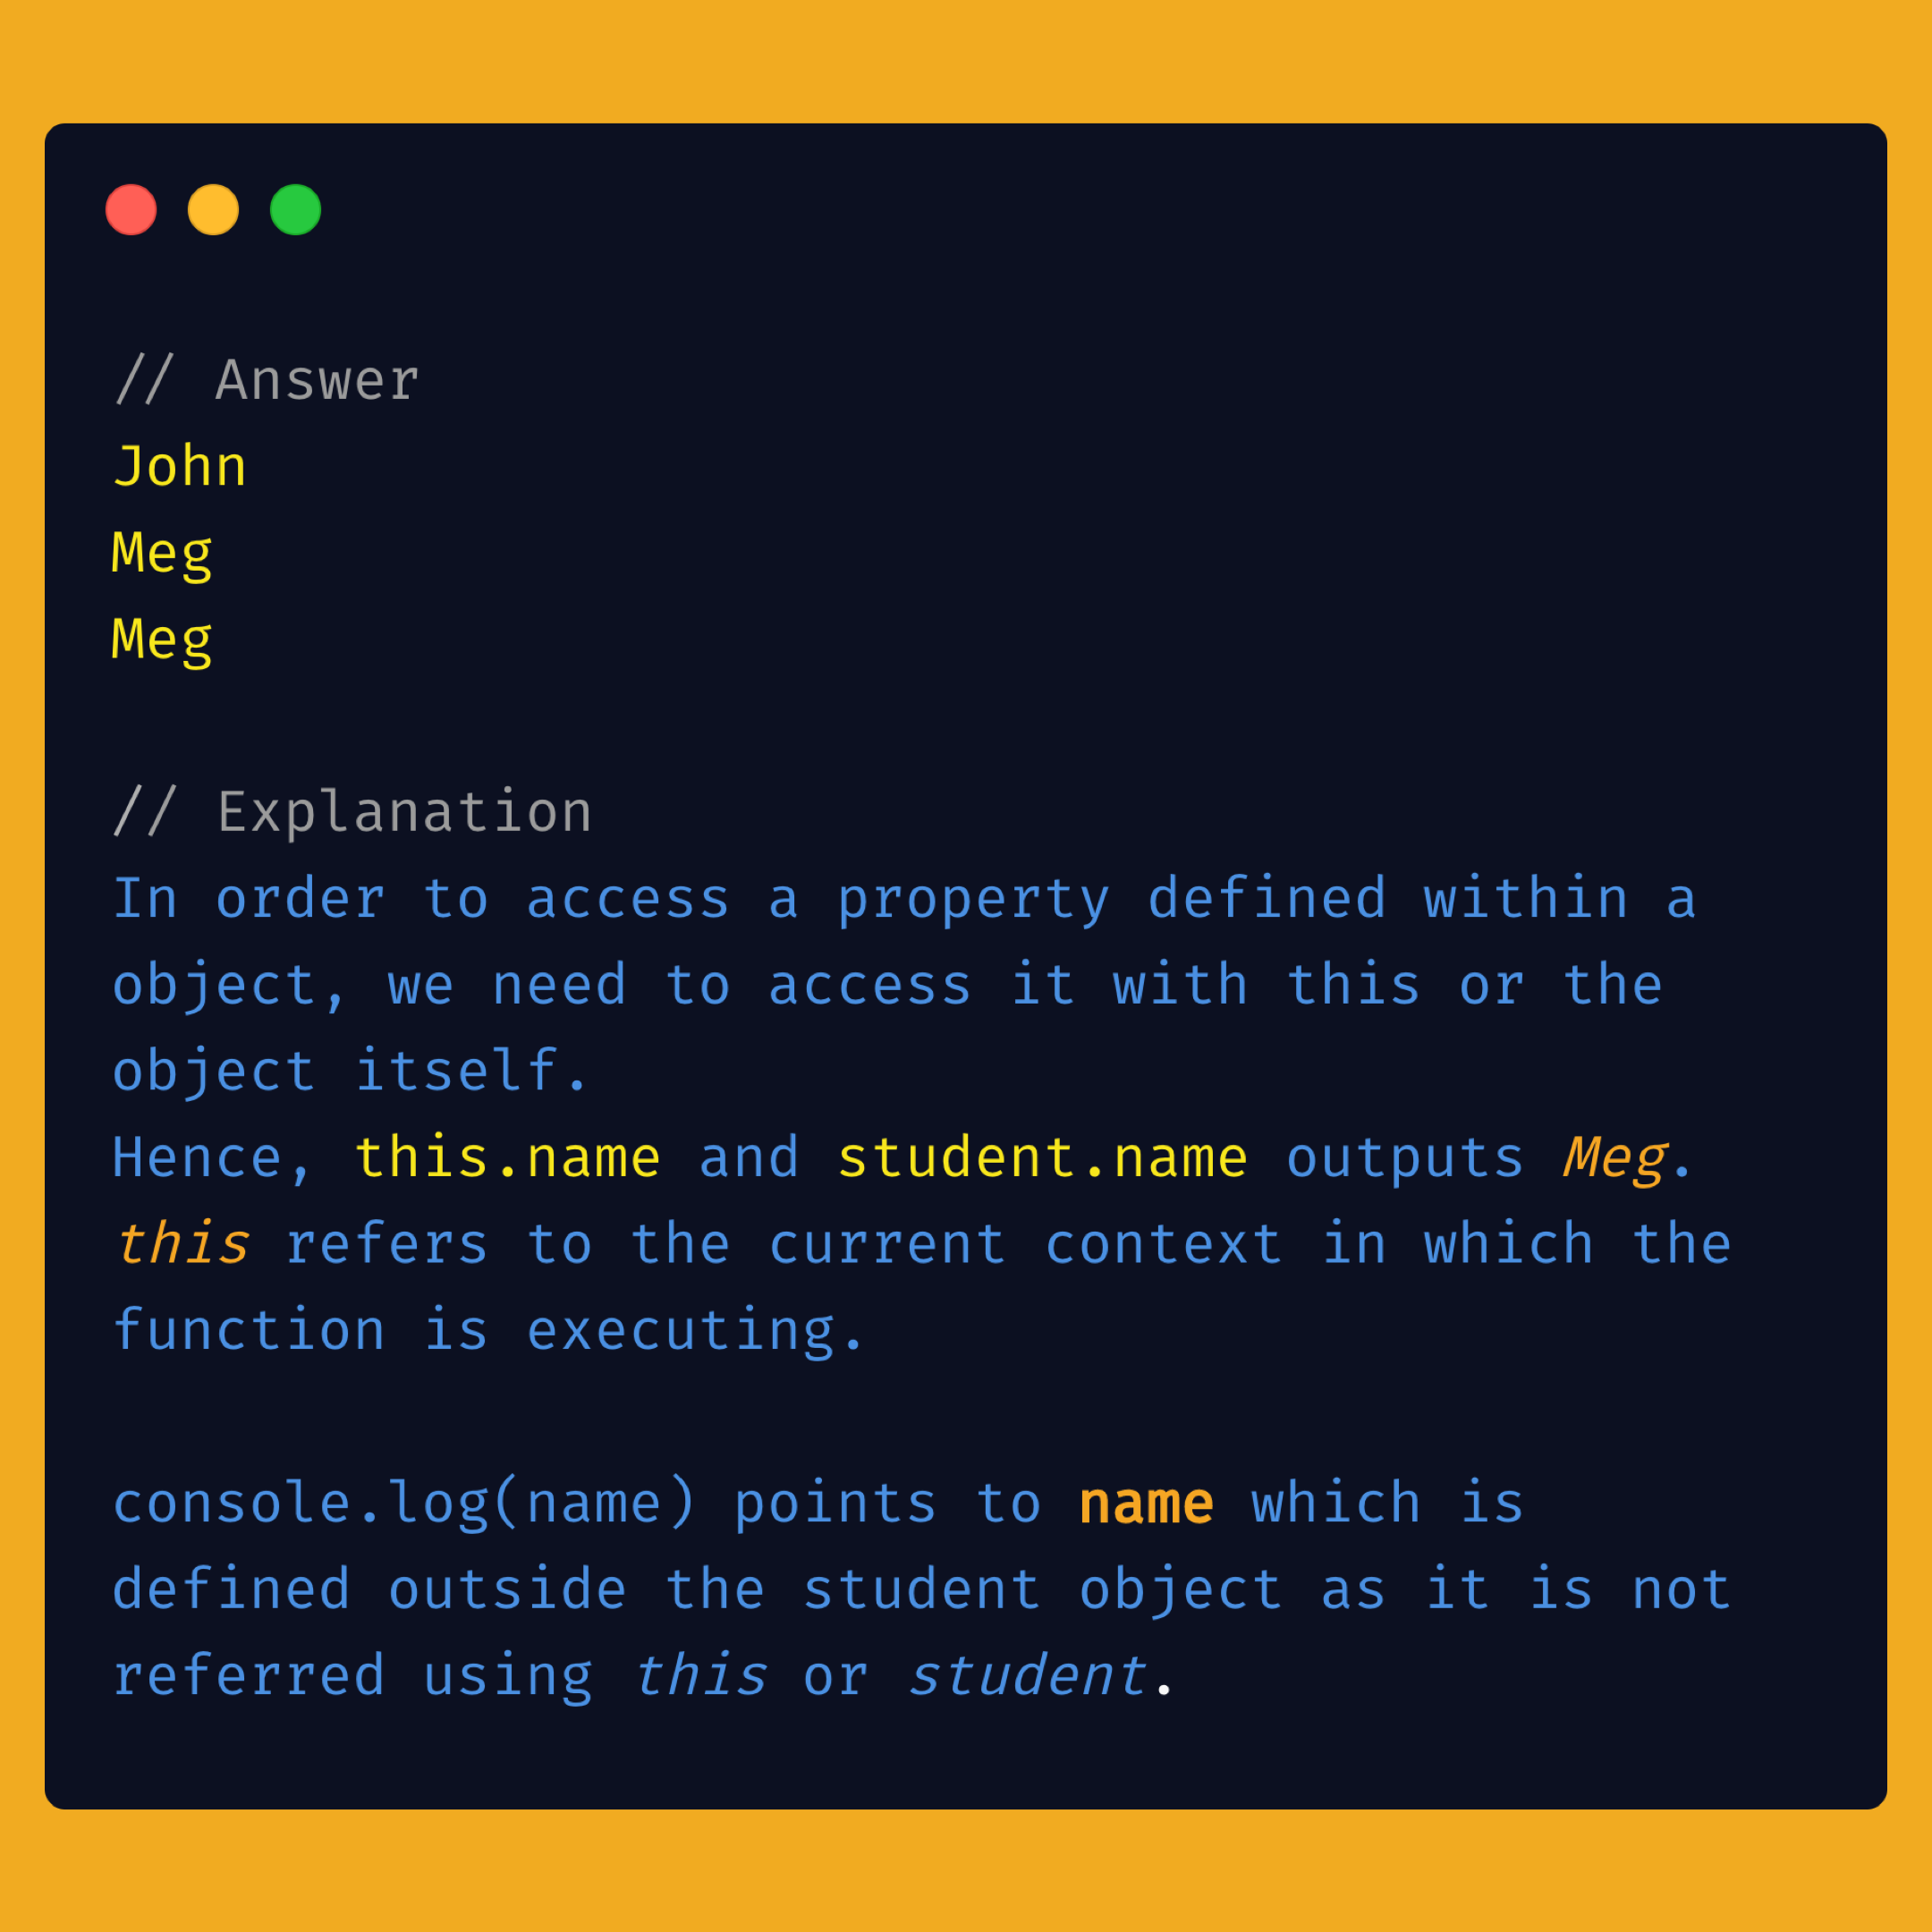 // Answer
John
Meg
Meg
// Explanation
In order to access a property defined within a
object, we need to access it with this or the
object itself.
Hence, this.name and student.name outputs Meg.
this refers to the current context in which the
function is executing.
console.log(name) points to name which is
defined outside the student object as it is not
referred using this or student.